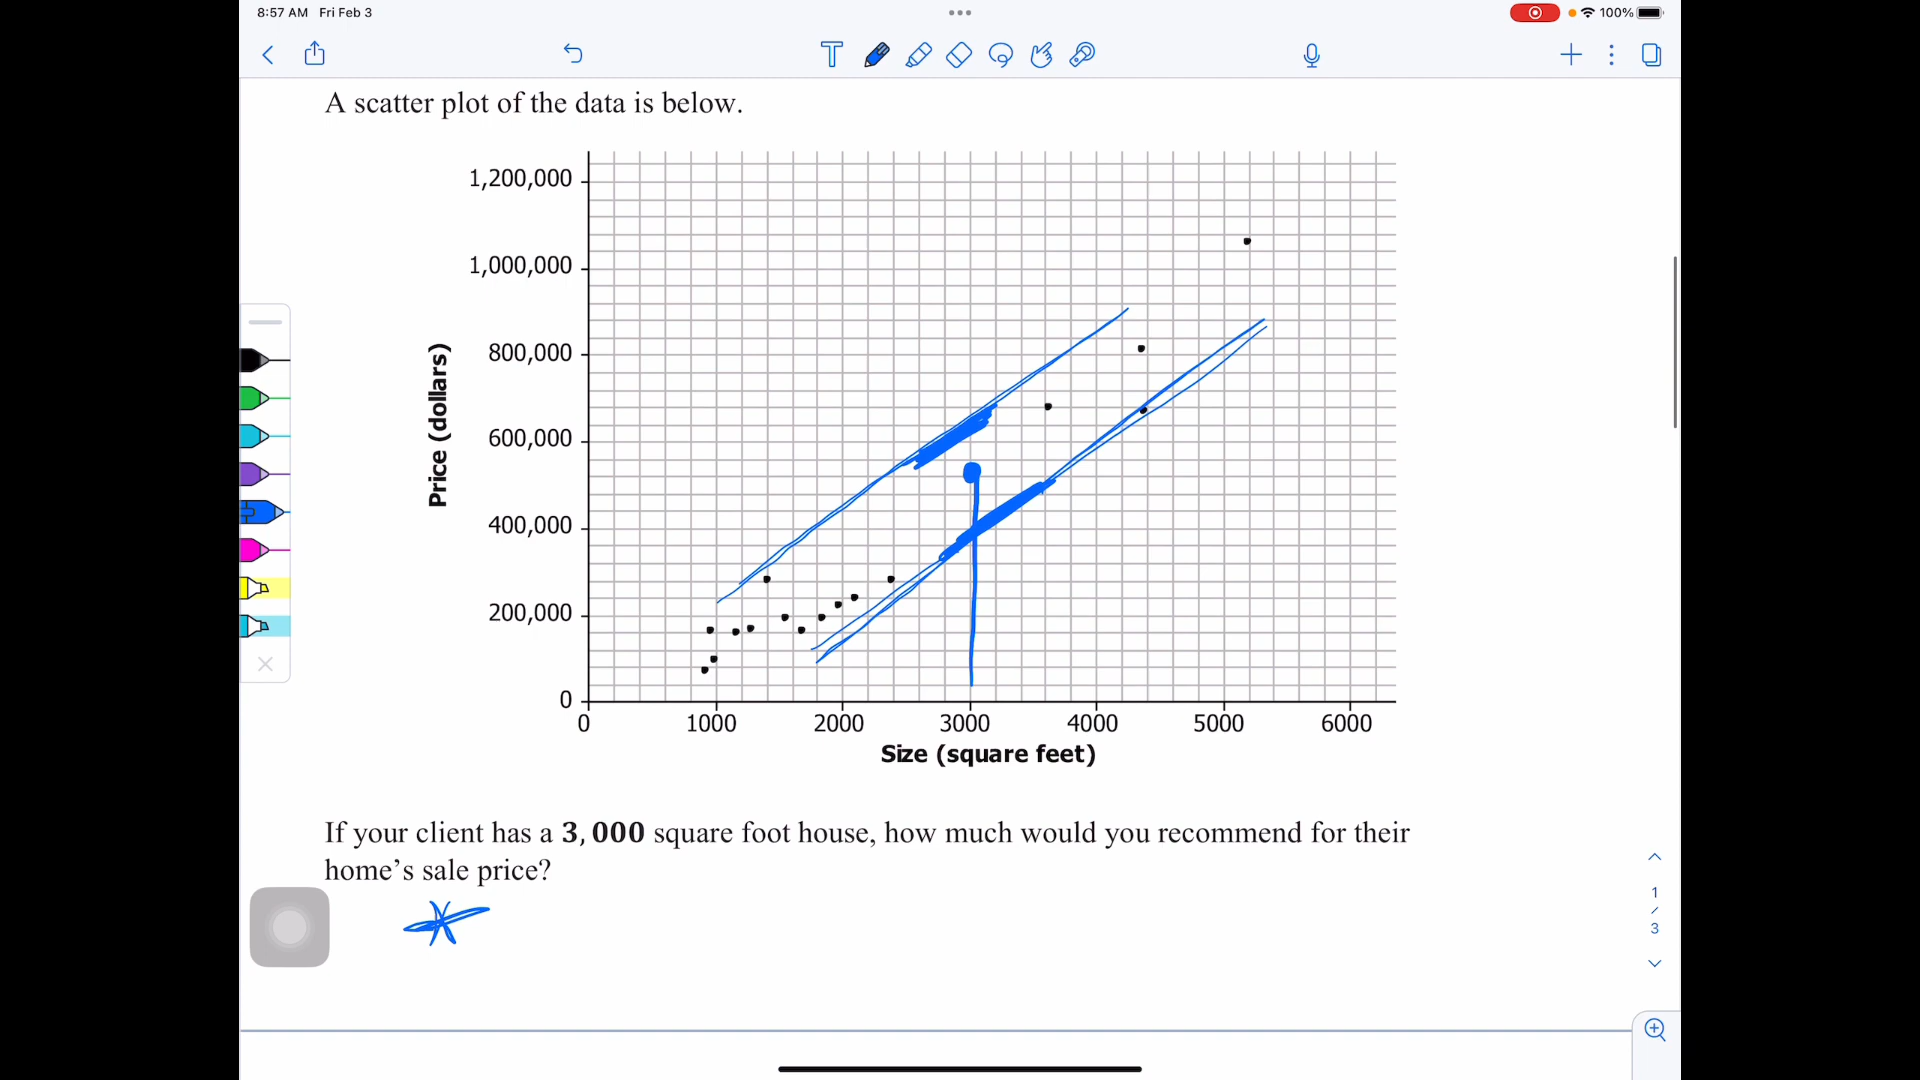 8:57 AM Fri Feb 3
100%
A scatter plot of the data is below.
1,200,000
1,000,000
800,000
600,000
400,000
200,000
0
Price (dollars)
0 1000 2000 3000 4000 5000 6000
Size (square feet)
If your client has a 3,000 square foot house, how much would you recommend for their
home's sale price?
1
/
3